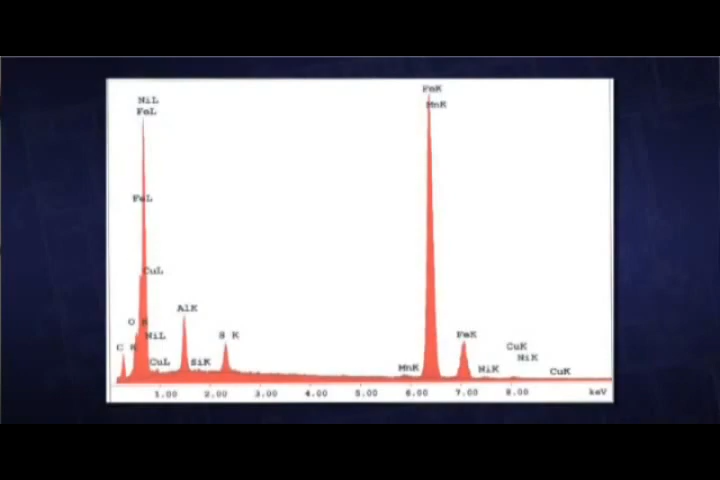 NiL
FeL
FeL
CuL
O K
NiL
C K
CuL
AlK
SiK
S K
FeK
MnK
MnK
FeK
NiK
CuK
NiK
CuK
1.00 2.00 3.00 4.00 5.00 6.00 7.00 8.00 keV